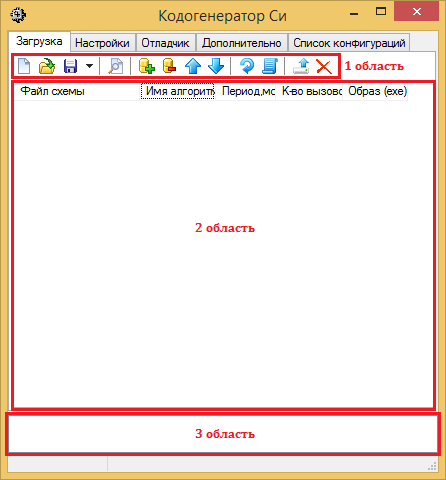 Кодогенератор Си
Загрузка Настройки Отладчик Дополнительно Список конфигураций
1 область
Файл схемы Имя алгоритм Период,мс К-во вызово Образ (exe)
2 область
3 область